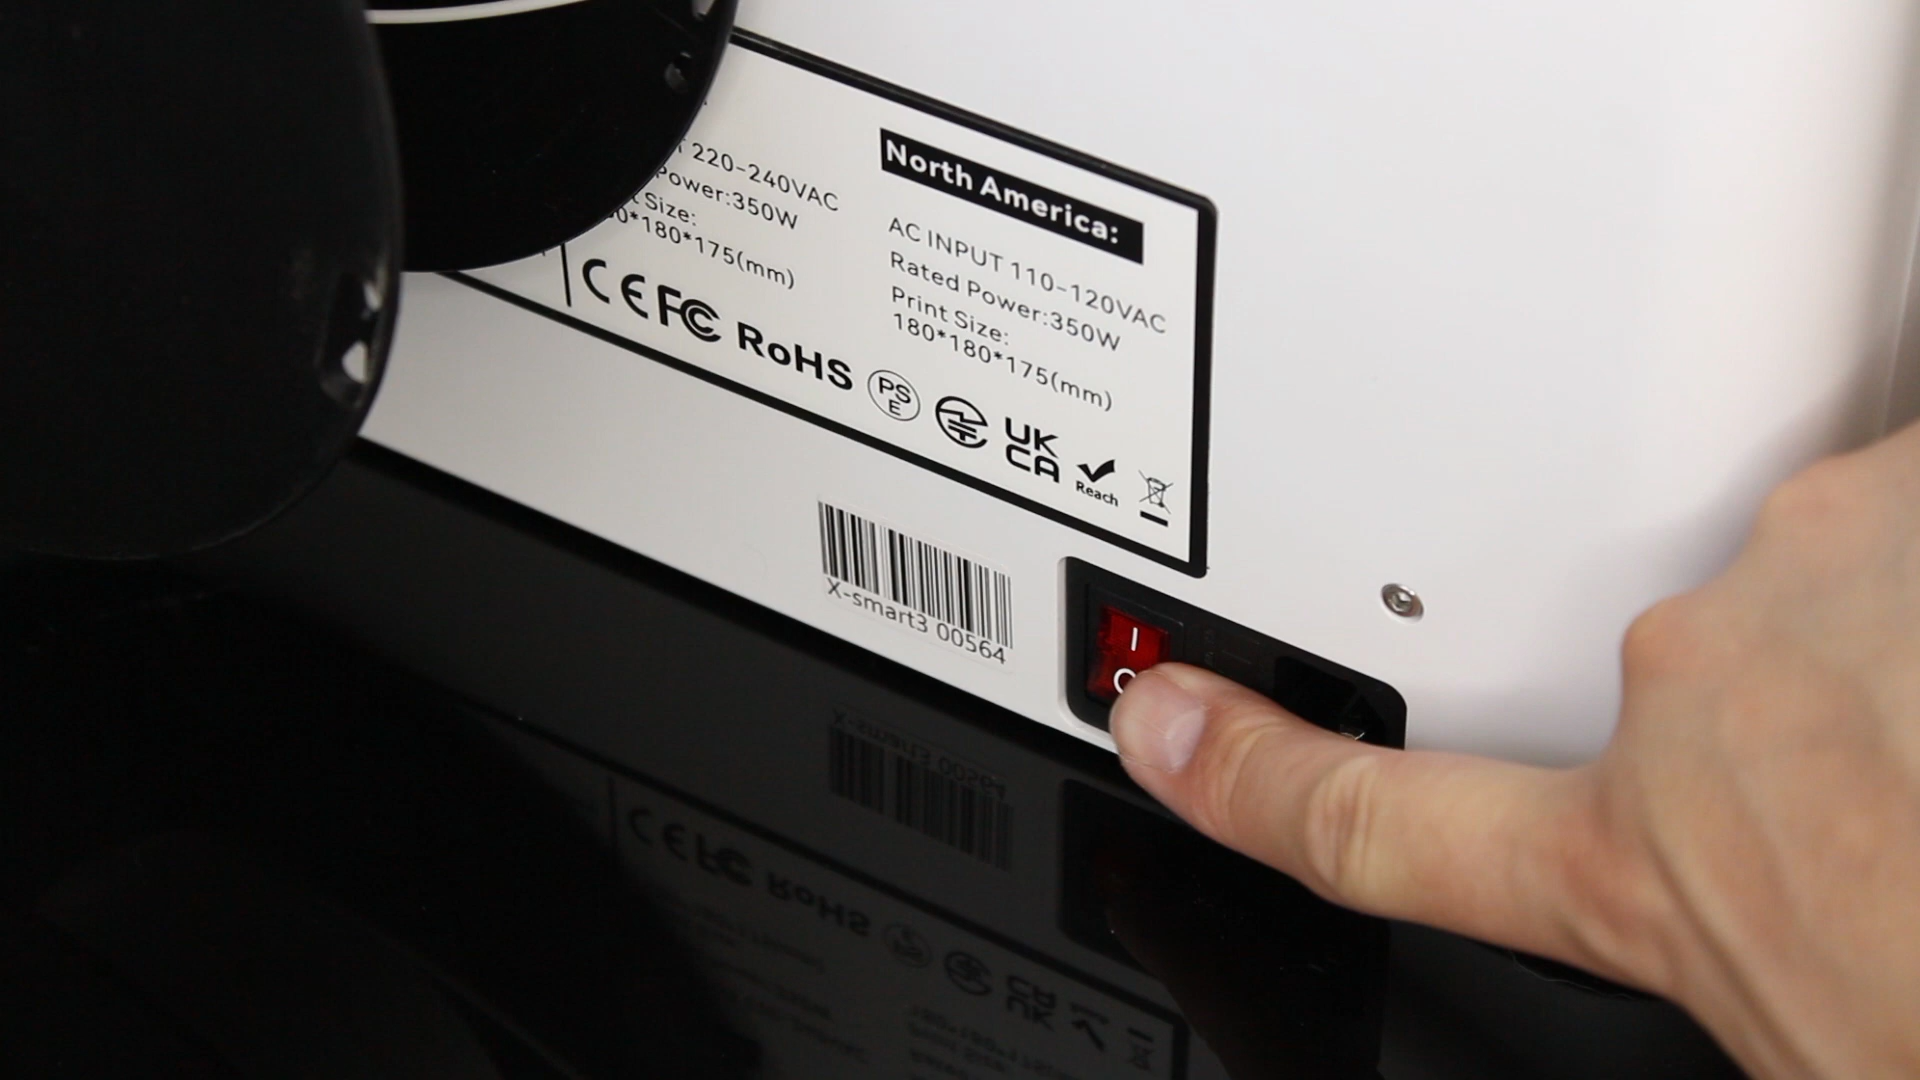 220-240VAC
Power:350W
Size:
0*180*175(mm)
North America:
AC INPUT 110-120VAC
Rated Power:350W
Print Size:
180*180*175(mm)
CE FC RoHS PS E UK CA Reach
X-smart3 00564
I
O